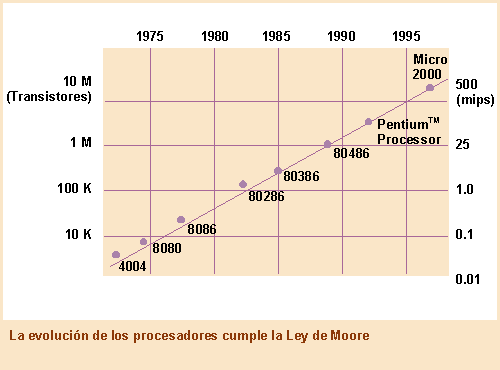 1975 1980 1985 1990 1995
10 M
(Transistores)
1 M
100 K
10 K
Micro
2000
Pentium™
Processor
80486
80386
80286
8086
8080
4004
500
(mips)
25
1.0
0.1
0.01
La evolución de los procesadores cumple la Ley de Moore